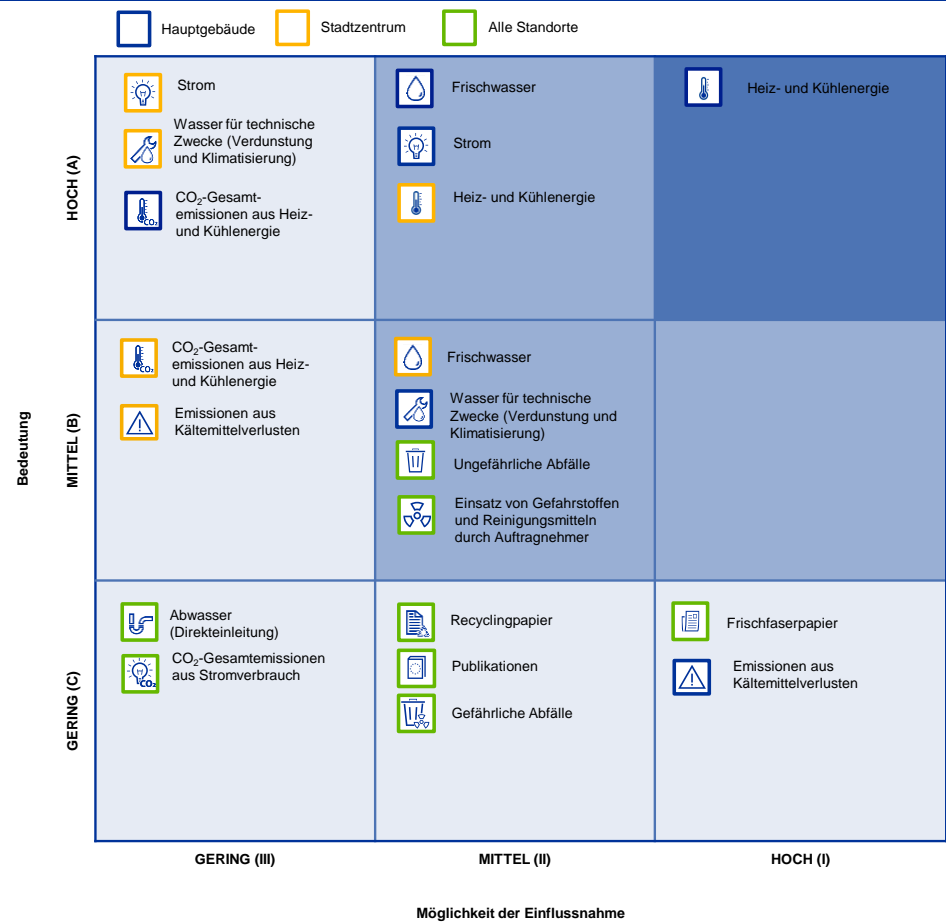 Hauptgebäude
Stadtzentrum
Alle Standorte
Bedeutung
HOCH (A)
Strom
Wasser für technische
Zwecke (Verdunstung
und Klimatisierung)
CO₂
CO₂-Gesamt-
emissionen aus Heiz-
und Kühlenergie
Frischwasser
Strom
Heiz- und Kühlenergie
Heiz- und Kühlenergie
MITTEL (B)
CO₂
CO₂-Gesamt-
emissionen aus Heiz-
und Kühlenergie
Emissionen aus
Kältemittelverlusten
Frischwasser
Wasser für technische
Zwecke (Verdunstung und
Klimatisierung)
Ungefährliche Abfälle
Einsatz von Gefahrstoffen
und Reinigungsmitteln
durch Auftragnehmer
GERING (C)
Abwasser
(Direkteinleitung)
CO₂
CO₂-Gesamtemissionen
aus Stromverbrauch
Recyclingpapier
Publikationen
Gefährliche Abfälle
Frischfaserpapier
Emissionen aus
Kältemittelverlusten
GERING (III)
MITTEL (II)
HOCH (I)
Möglichkeit der Einflussnahme